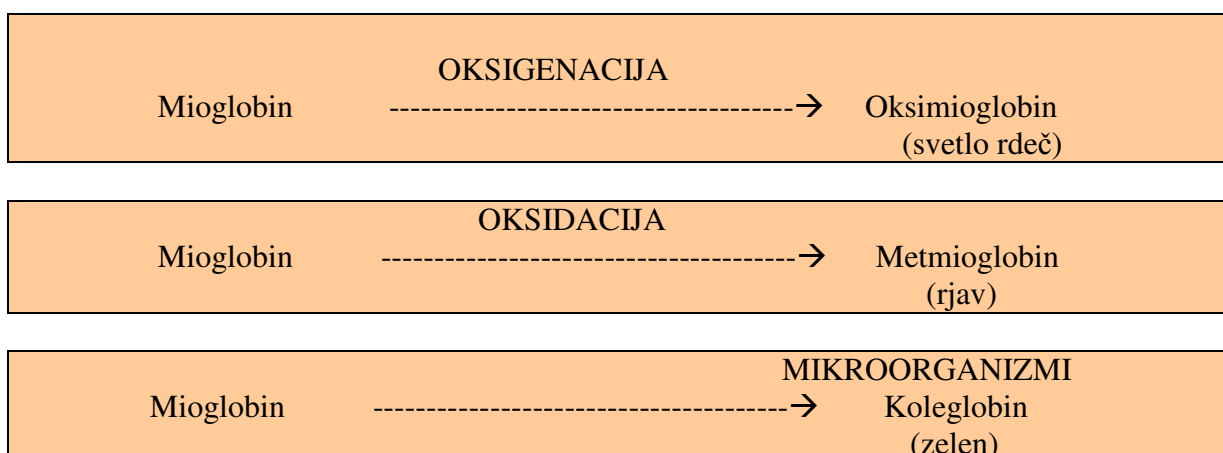 OKSIGENACIJA
Mioglobin --------------------------------------→ Oksimioglobin
(svetlo rdeč)
OKSIDACIJA
Mioglobin ---------------------------------------→ Metmioglobin
(rjav)
MIKROORGANIZMI
Mioglobin ---------------------------------------→ Koleglobin
(zelen)